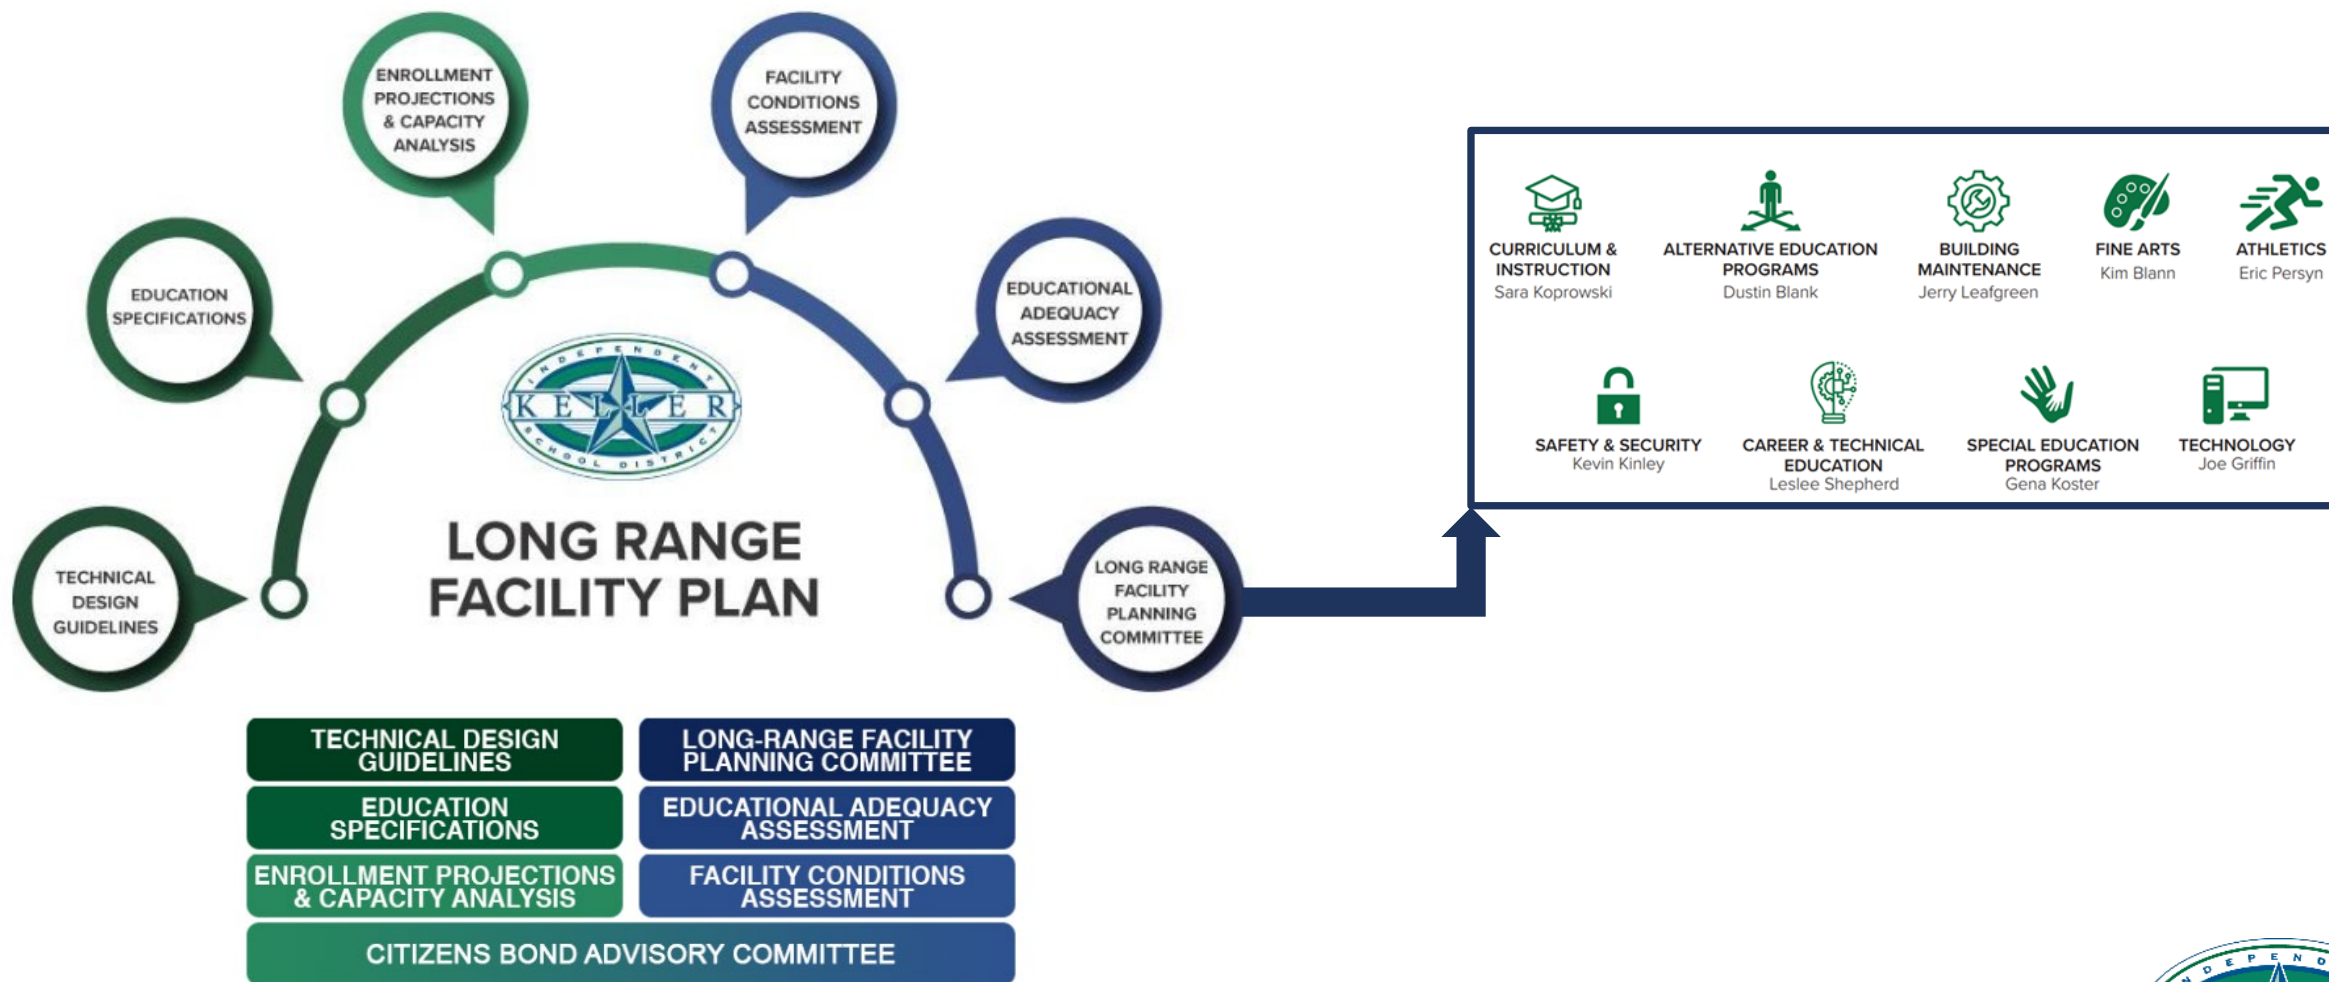 ENROLLMENT
PROJECTIONS
& CAPACITY
ANALYSIS
FACILITY
CONDITIONS
ASSESSMENT
EDUCATION
SPECIFICATIONS
EDUCATIONAL
ADEQUACY
ASSESSMENT
INDEPENDENT
KELLER
SCHOOL DISTRICT
TECHNICAL
DESIGN
GUIDELINES
LONG RANGE
FACILITY PLAN
LONG RANGE
FACILITY
PLANNING
COMMITTEE
CURRICULUM &
INSTRUCTION
Sara Koprowski
ALTERNATIVE EDUCATION
PROGRAMS
Dustin Blank
BUILDING
MAINTENANCE
Jerry Leafgreen
FINE ARTS
Kim Blann
ATHLETICS
Eric Persyn
SAFETY & SECURITY
Kevin Kinley
CAREER & TECHNICAL
EDUCATION
Leslee Shepherd
SPECIAL EDUCATION
PROGRAMS
Gena Koster
TECHNOLOGY
Joe Griffin
TECHNICAL DESIGN
GUIDELINES
LONG-RANGE FACILITY
PLANNING COMMITTEE
EDUCATION
SPECIFICATIONS
EDUCATIONAL ADEQUACY
ASSESSMENT
ENROLLMENT PROJECTIONS
& CAPACITY ANALYSIS
FACILITY CONDITIONS
ASSESSMENT
CITIZENS BOND ADVISORY COMMITTEE